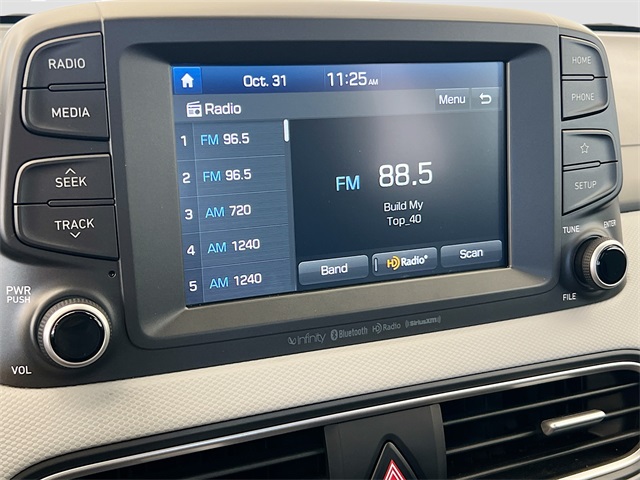 RADIO
MEDIA
SEEK
TRACK
PWR
PUSH
VOL
Oct. 31 11:25 AM
Radio
Menu
1 FM 96.5
2 FM 96.5
3 AM 720
4 AM 1240
5 AM 1240
FM 88.5
Build My
Top_40
Band
HD Radio
Scan
HOME
PHONE
SETUP
TUNE
ENTER
FILE
infinity Bluetooth HD Radio ((SiriusXM))